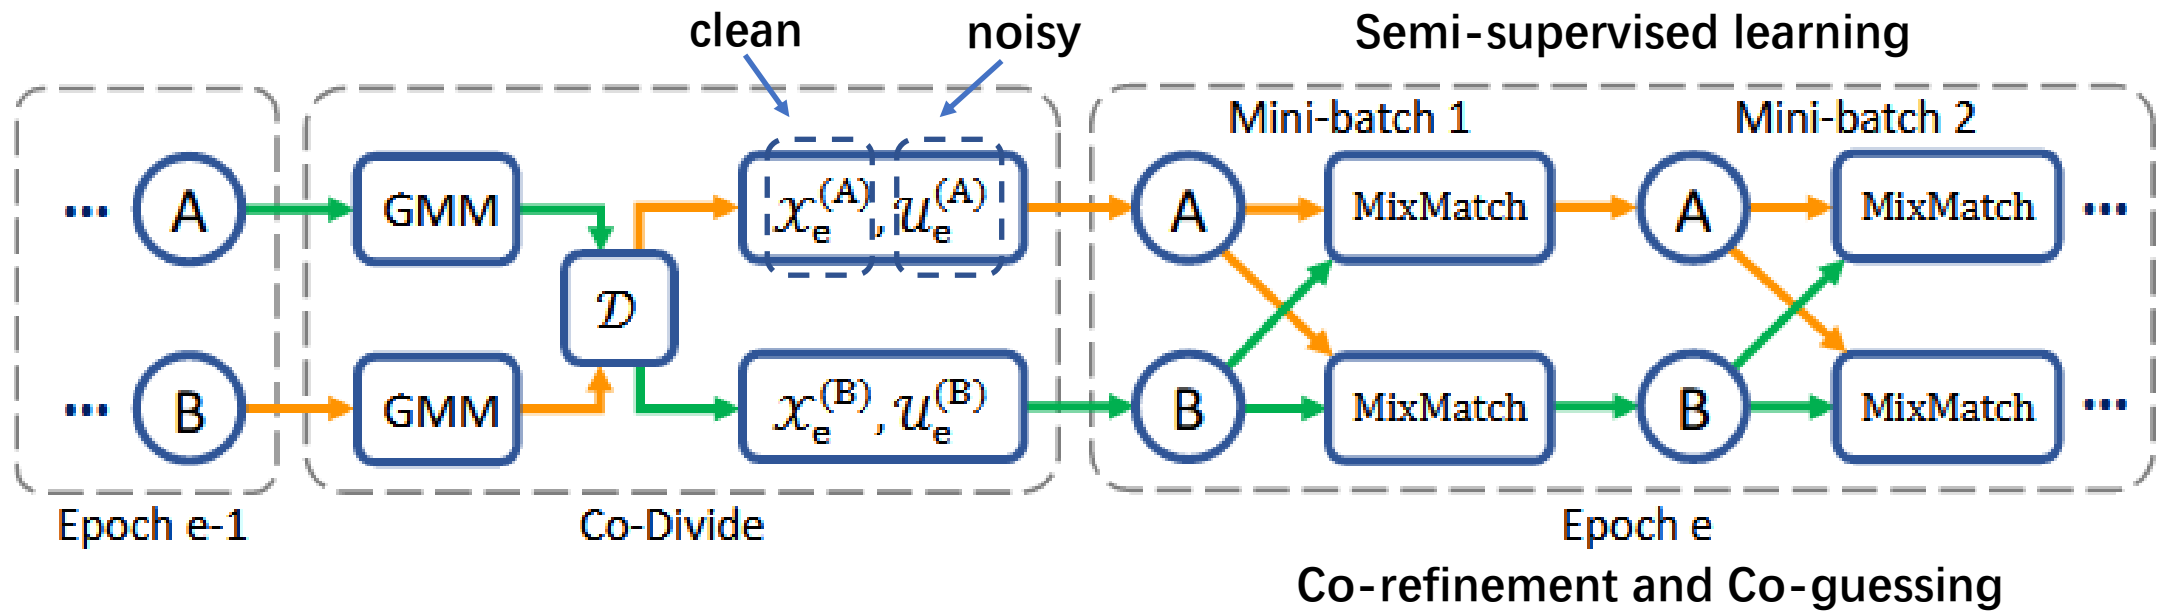 clean
noisy
Semi-supervised learning
Mini-batch 1
Mini-batch 2
... A GMM 𝒳e(A), 𝒰e(A) A MixMatch A MixMatch ...
𝒟
... B GMM 𝒳e(B), 𝒰e(B) B MixMatch B MixMatch ...
Epoch e-1
Co-Divide
Epoch e
Co-refinement and Co-guessing